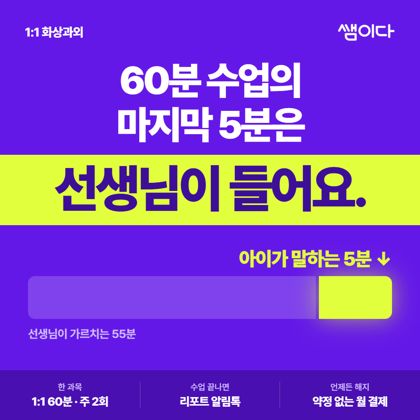 1:1 화상과외
쌤이다
60분 수업의
마지막 5분은
선생님이 들어요.
아이가 말하는 5분 ↓
선생님이 가르치는 55분
한 과목
1:1 60분 · 주 2회
수업 끝나면
리포트 알림톡
언제든 해지
약정 없는 월 결제